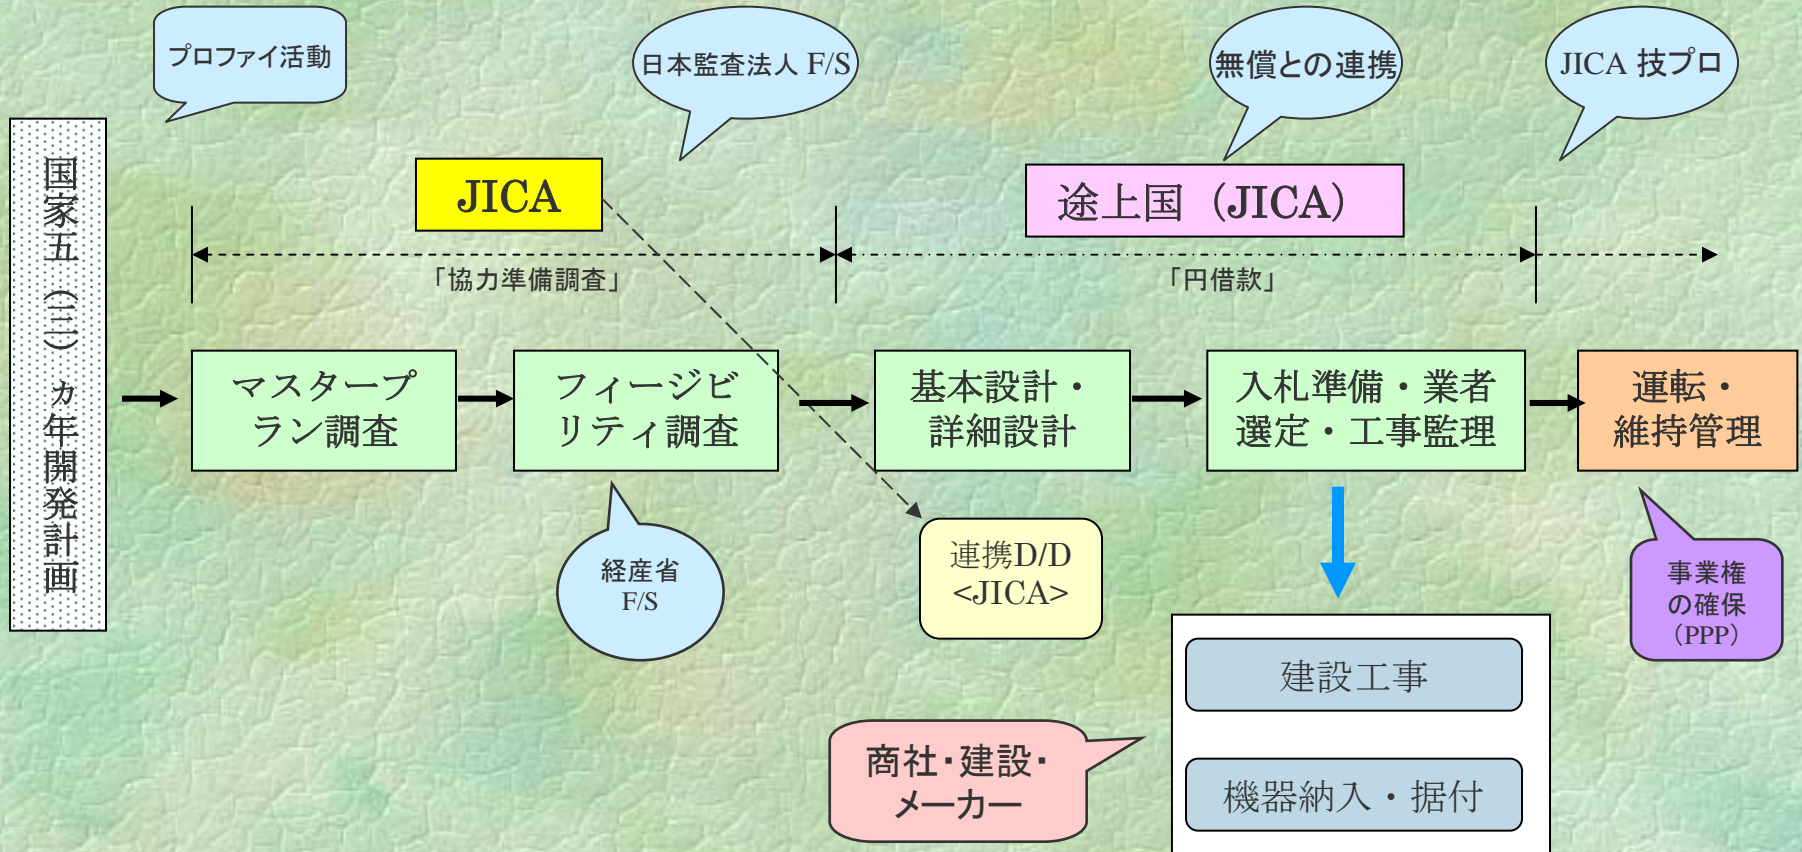 プロファイ活動
日本監査法人 F/S
無償との連携
JICA 技プロ
国家五（三）ヵ年開発計画
JICA
途上国（JICA）
「協力準備調査」
「円借款」
マスタープ
ラン調査
フィージビ
リティ調査
基本設計・
詳細設計
入札準備・業者
選定・工事監理
運転・
維持管理
経産省
F/S
連携D/D
<JICA>
事業権
の確保
（PPP）
建設工事
商社・建設・
メーカー
機器納入・据付